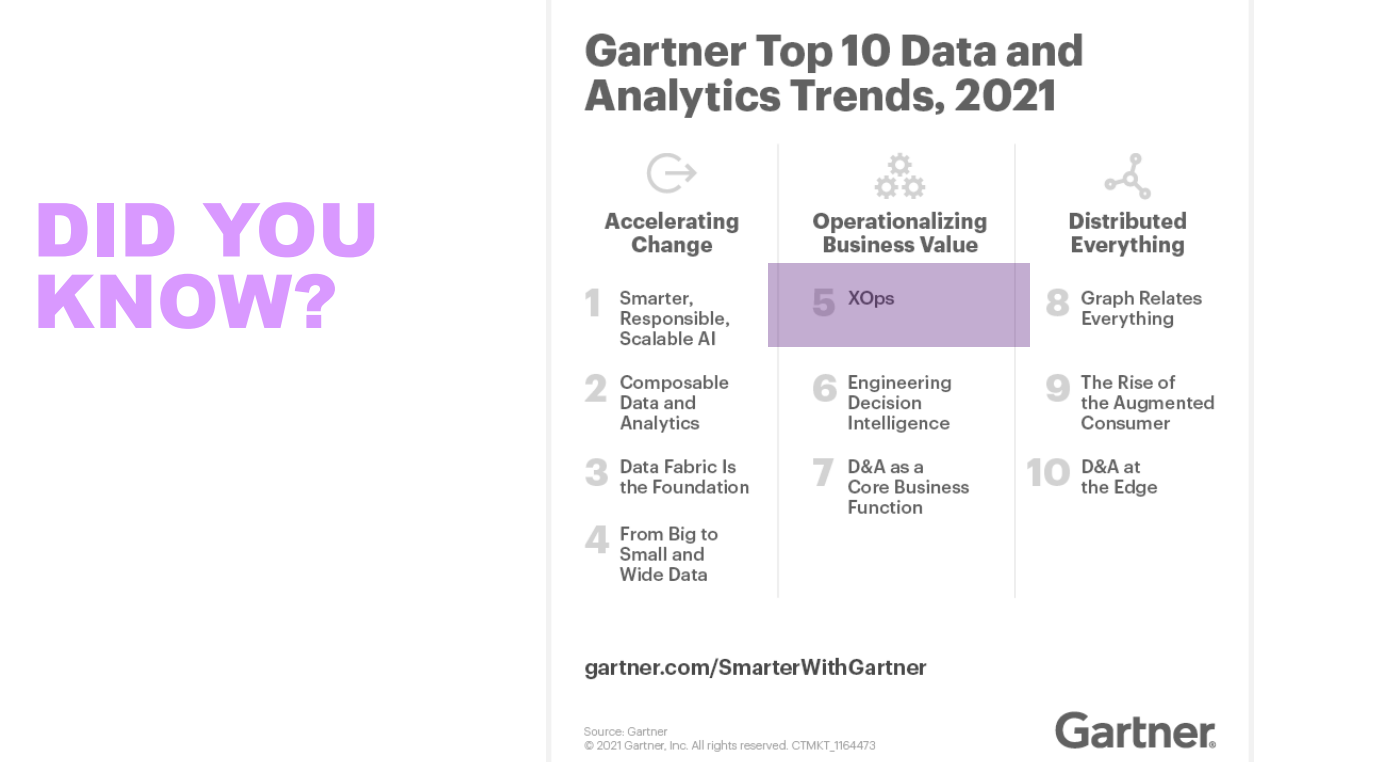 DID YOU
KNOW?
Gartner Top 10 Data and
Analytics Trends, 2021
Accelerating
Change
1 Smarter,
Responsible,
Scalable AI
2 Composable
Data and
Analytics
3 Data Fabric Is
the Foundation
4 From Big to
Small and
Wide Data
Operationalizing
Business Value
5 XOps
6 Engineering
Decision
Intelligence
7 D&A as a
Core Business
Function
Distributed
Everything
8 Graph Relates
Everything
9 The Rise of
the Augmented
Consumer
10 D&A at
the Edge
gartner.com/SmarterWithGartner
Source: Gartner
© 2021 Gartner, Inc. All rights reserved. CTMKT_1164473
Gartner®